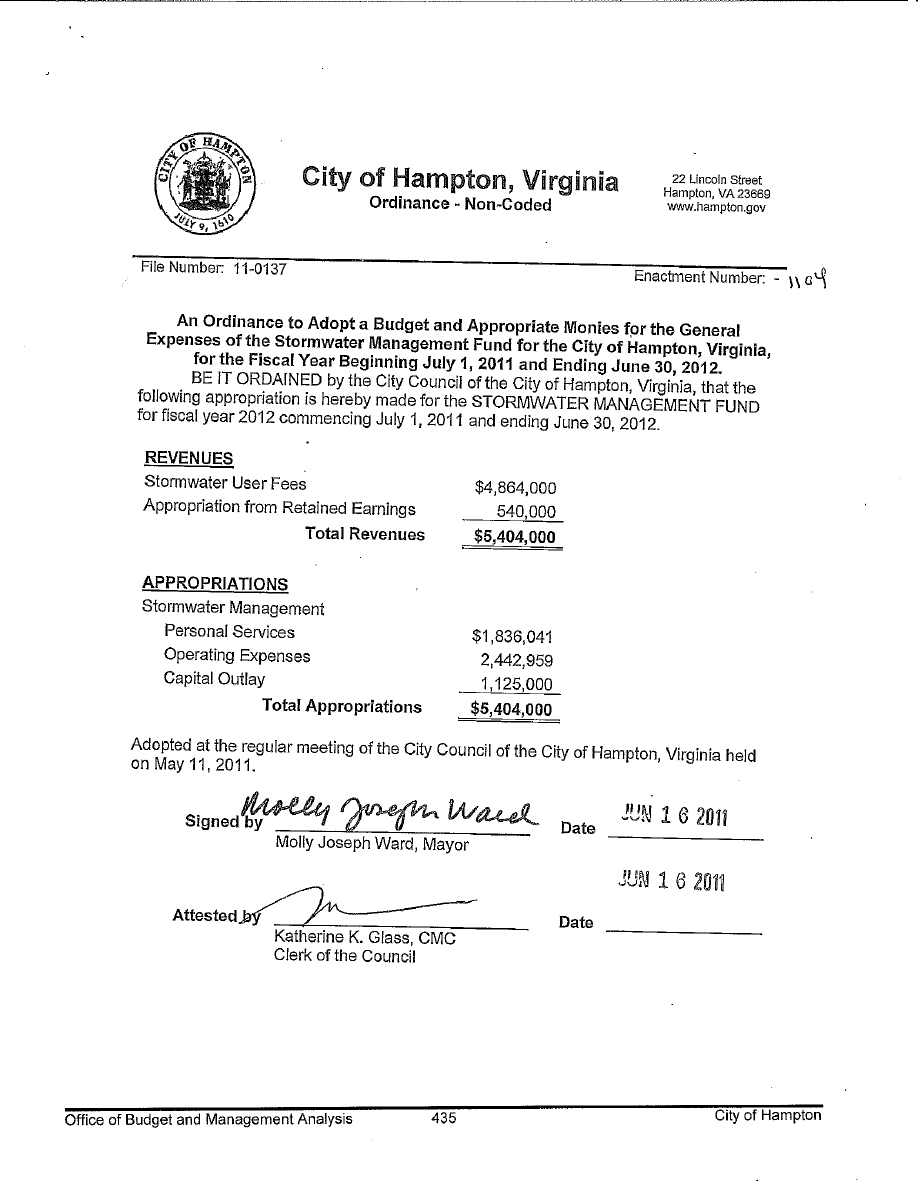 CITY OF HAMPTON
JULY 9, 1610
City of Hampton, Virginia
Ordinance - Non-Coded
22 Lincoln Street
Hampton, VA 23669
www.hampton.gov
File Number: 11-0137
Enactment Number: - 1104
An Ordinance to Adopt a Budget and Appropriate Monies for the General
Expenses of the Stormwater Management Fund for the City of Hampton, Virginia,
for the Fiscal Year Beginning July 1, 2011 and Ending June 30, 2012.
BE IT ORDAINED by the City Council of the City of Hampton, Virginia, that the
following appropriation is hereby made for the STORMWATER MANAGEMENT FUND
for fiscal year 2012 commencing July 1, 2011 and ending June 30, 2012.
REVENUES
Stormwater User Fees $4,864,000
Appropriation from Retained Earnings 540,000
Total Revenues $5,404,000
APPROPRIATIONS
Stormwater Management
Personal Services $1,836,041
Operating Expenses 2,442,959
Capital Outlay 1,125,000
Total Appropriations $5,404,000
Adopted at the regular meeting of the City Council of the City of Hampton, Virginia held
on May 11, 2011.
Signed by Molly Joseph Ward Date JUN 16 2011
Molly Joseph Ward, Mayor
JUN 16 2011
Attested by Date
Katherine K. Glass, CMC
Clerk of the Council
Office of Budget and Management Analysis 435 City of Hampton